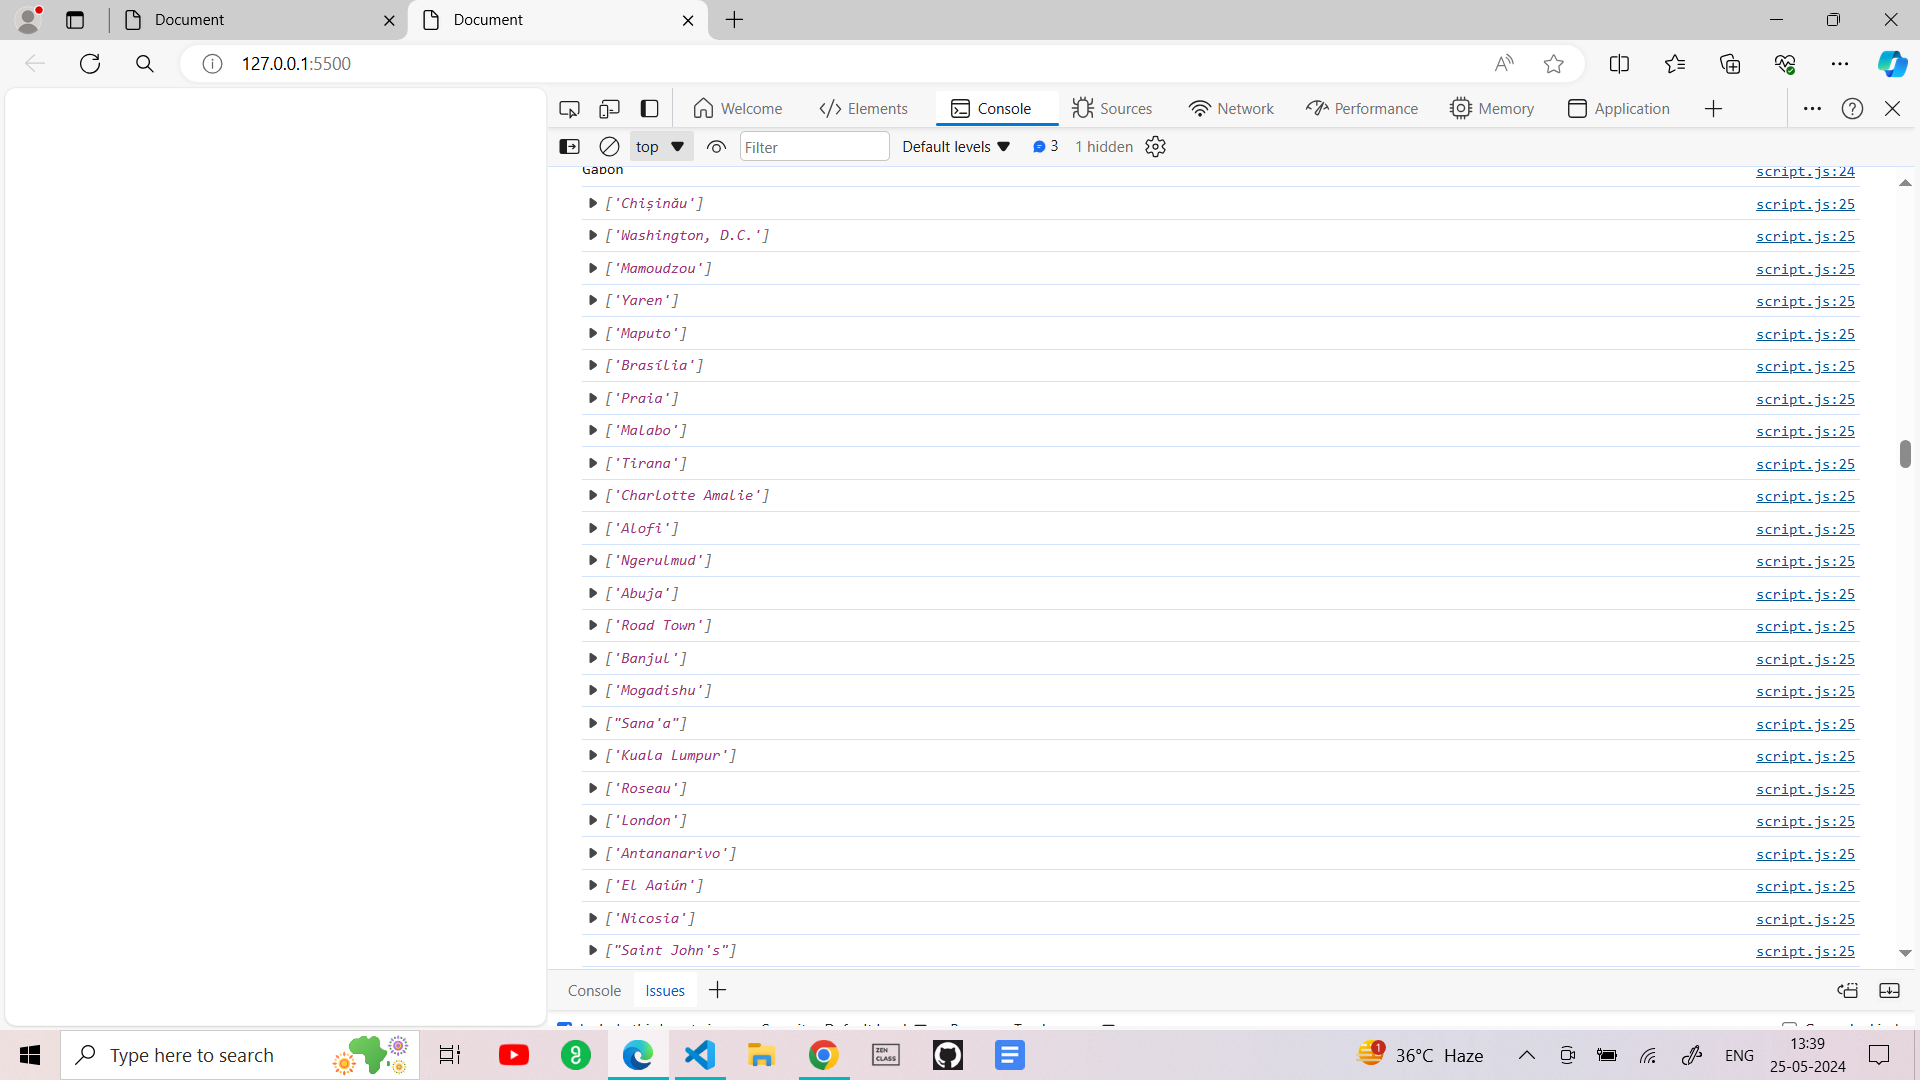 Document
Document
127.0.0.1:5500
Welcome
Elements
Console
Sources
Network
Performance
Memory
Application
top
Filter
Default levels
3
1 hidden
Gabon script.js:24
['Chișinău'] script.js:25
['Washington, D.C.'] script.js:25
['Mamoudzou'] script.js:25
['Yaren'] script.js:25
['Maputo'] script.js:25
['Brasília'] script.js:25
['Praia'] script.js:25
['Malabo'] script.js:25
['Tirana'] script.js:25
['Charlotte Amalie'] script.js:25
['Alofi'] script.js:25
['Ngerulmud'] script.js:25
['Abuja'] script.js:25
['Road Town'] script.js:25
['Banjul'] script.js:25
['Mogadishu'] script.js:25
["Sana'a"] script.js:25
['Kuala Lumpur'] script.js:25
['Roseau'] script.js:25
['London'] script.js:25
['Antananarivo'] script.js:25
['El Aaiún'] script.js:25
['Nicosia'] script.js:25
["Saint John's"] script.js:25
Console
Issues
Type here to search
ZEN CLASS
1
36°C Haze
ENG
13:39
25-05-2024